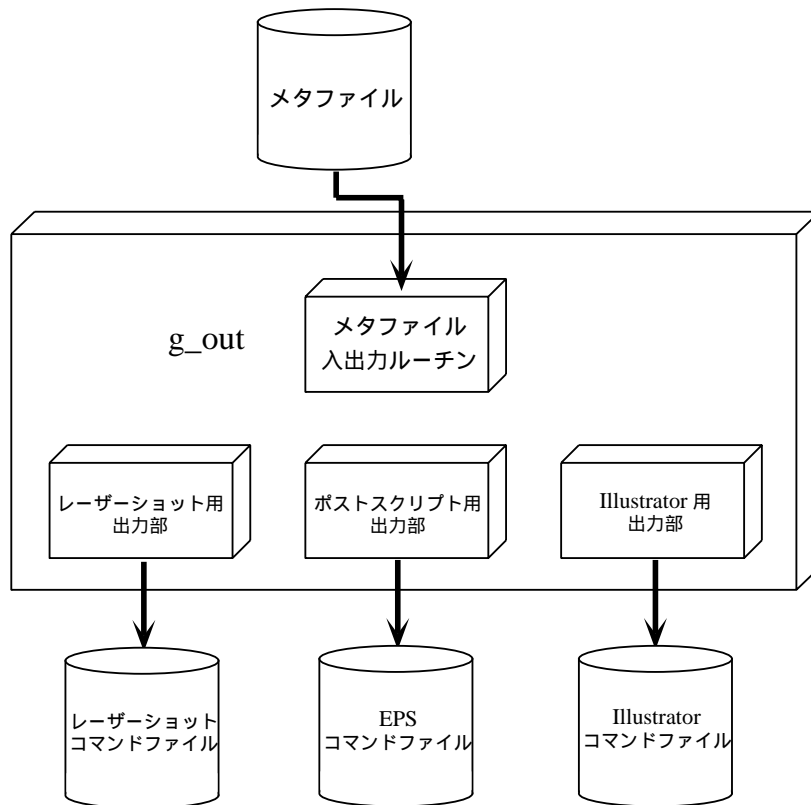 メタファイル
g_out
メタファイル
入出力ルーチン
レーザーショット用
出力部
ポストスクリプト用
出力部
Illustrator 用
出力部
レーザーショット
コマンドファイル
EPS
コマンドファイル
Illustrator
コマンドファイル